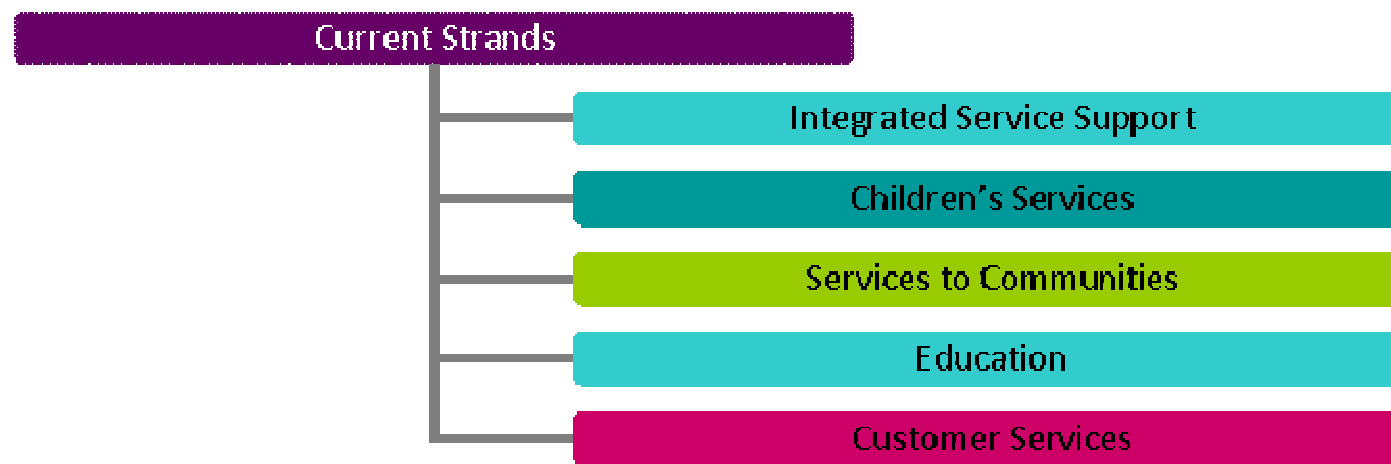 Current Strands
Integrated Service Support
Children’s Services
Services to Communities
Education
Customer Services